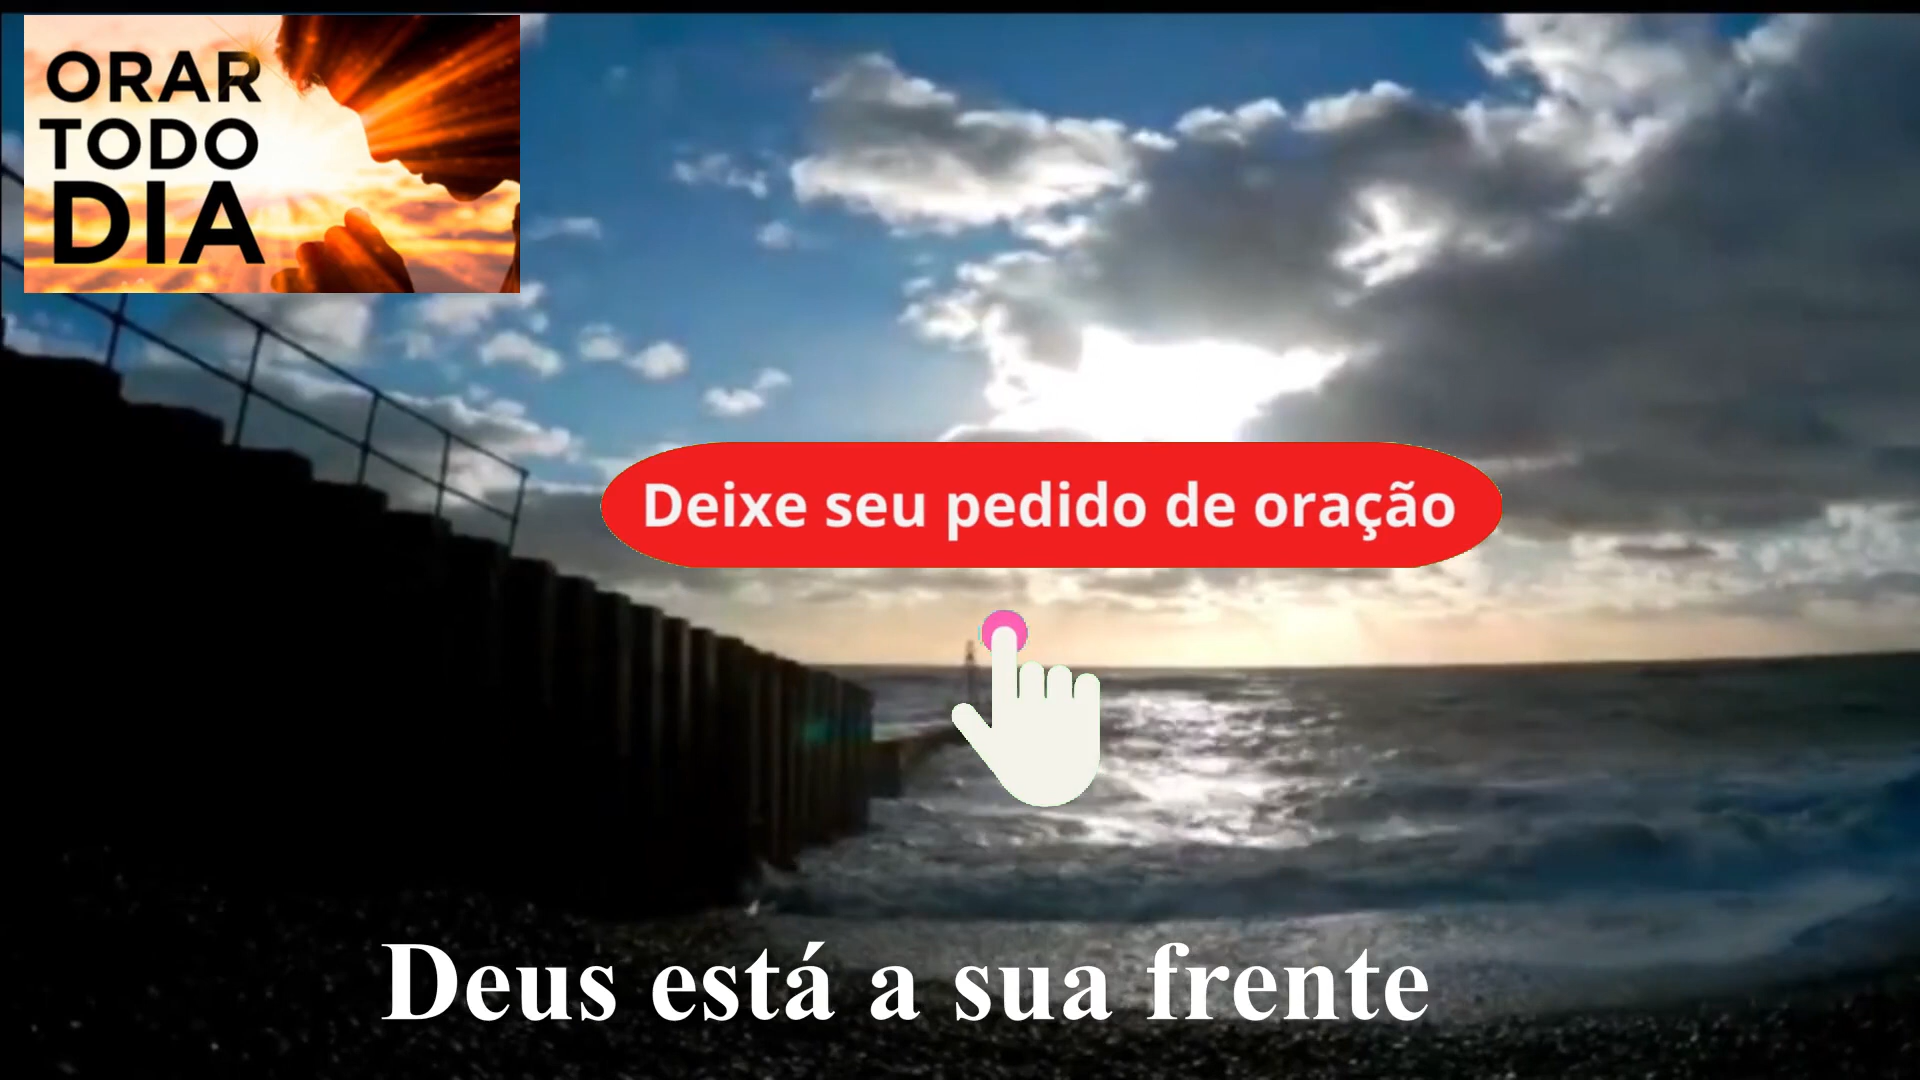 ORAR
TODO
DIA
Deixe seu pedido de oração
Deus está a sua frente